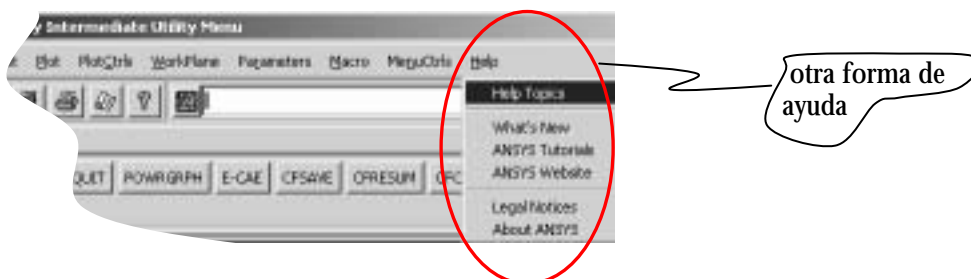 y Intermediate Utility Menu
Plot PlotCtrls WorkPlane Parameters Macro MenuCtrls Help
Help Topics
What's New
ANSYS Tutorials
ANSYS Website
QUIT POWRGRPH E-CAE CFSAVE CFRESUM
Legal Notices
About ANSYS
otra forma de
ayuda